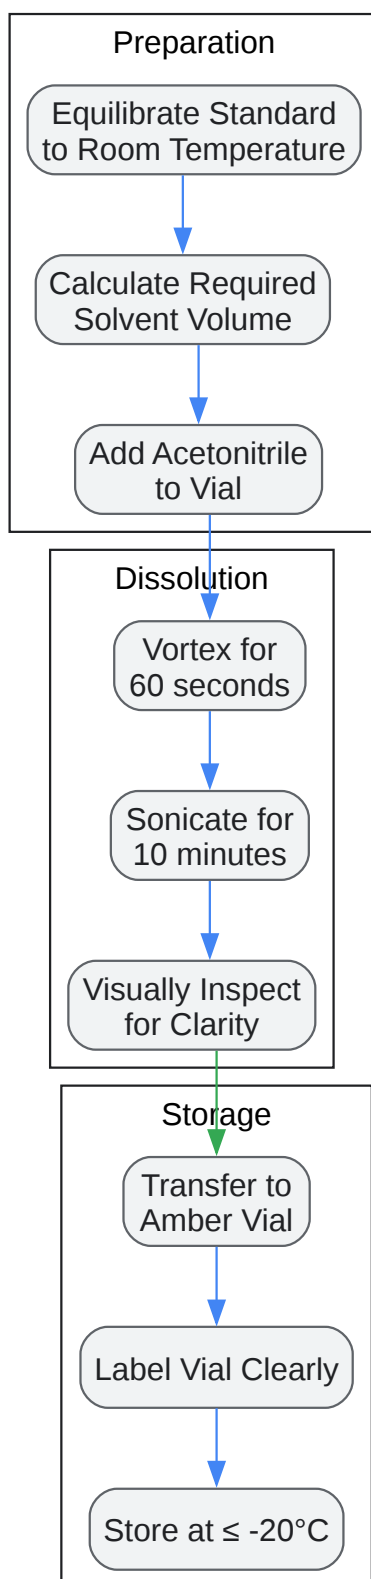 Preparation
Equilibrate Standard
to Room Temperature
Calculate Required
Solvent Volume
Add Acetonitrile
to Vial
Dissolution
Vortex for
60 seconds
Sonicate for
10 minutes
Visually Inspect
for Clarity
Storage
Transfer to
Amber Vial
Label Vial Clearly
Store at ≤ -20°C